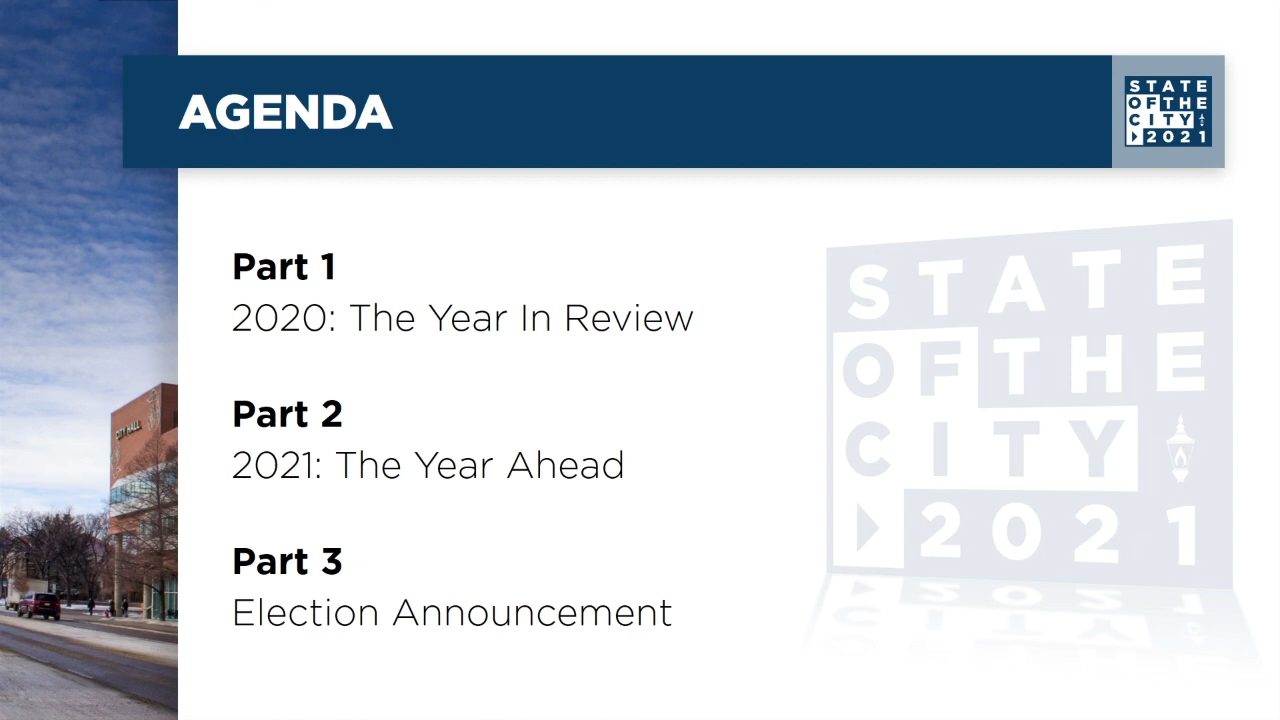 AGENDA
STATE
OF THE
CITY
2021
Part 1
2020: The Year In Review
Part 2
2021: The Year Ahead
Part 3
Election Announcement
STATE
OF THE
CITY
2021
CITY HALL